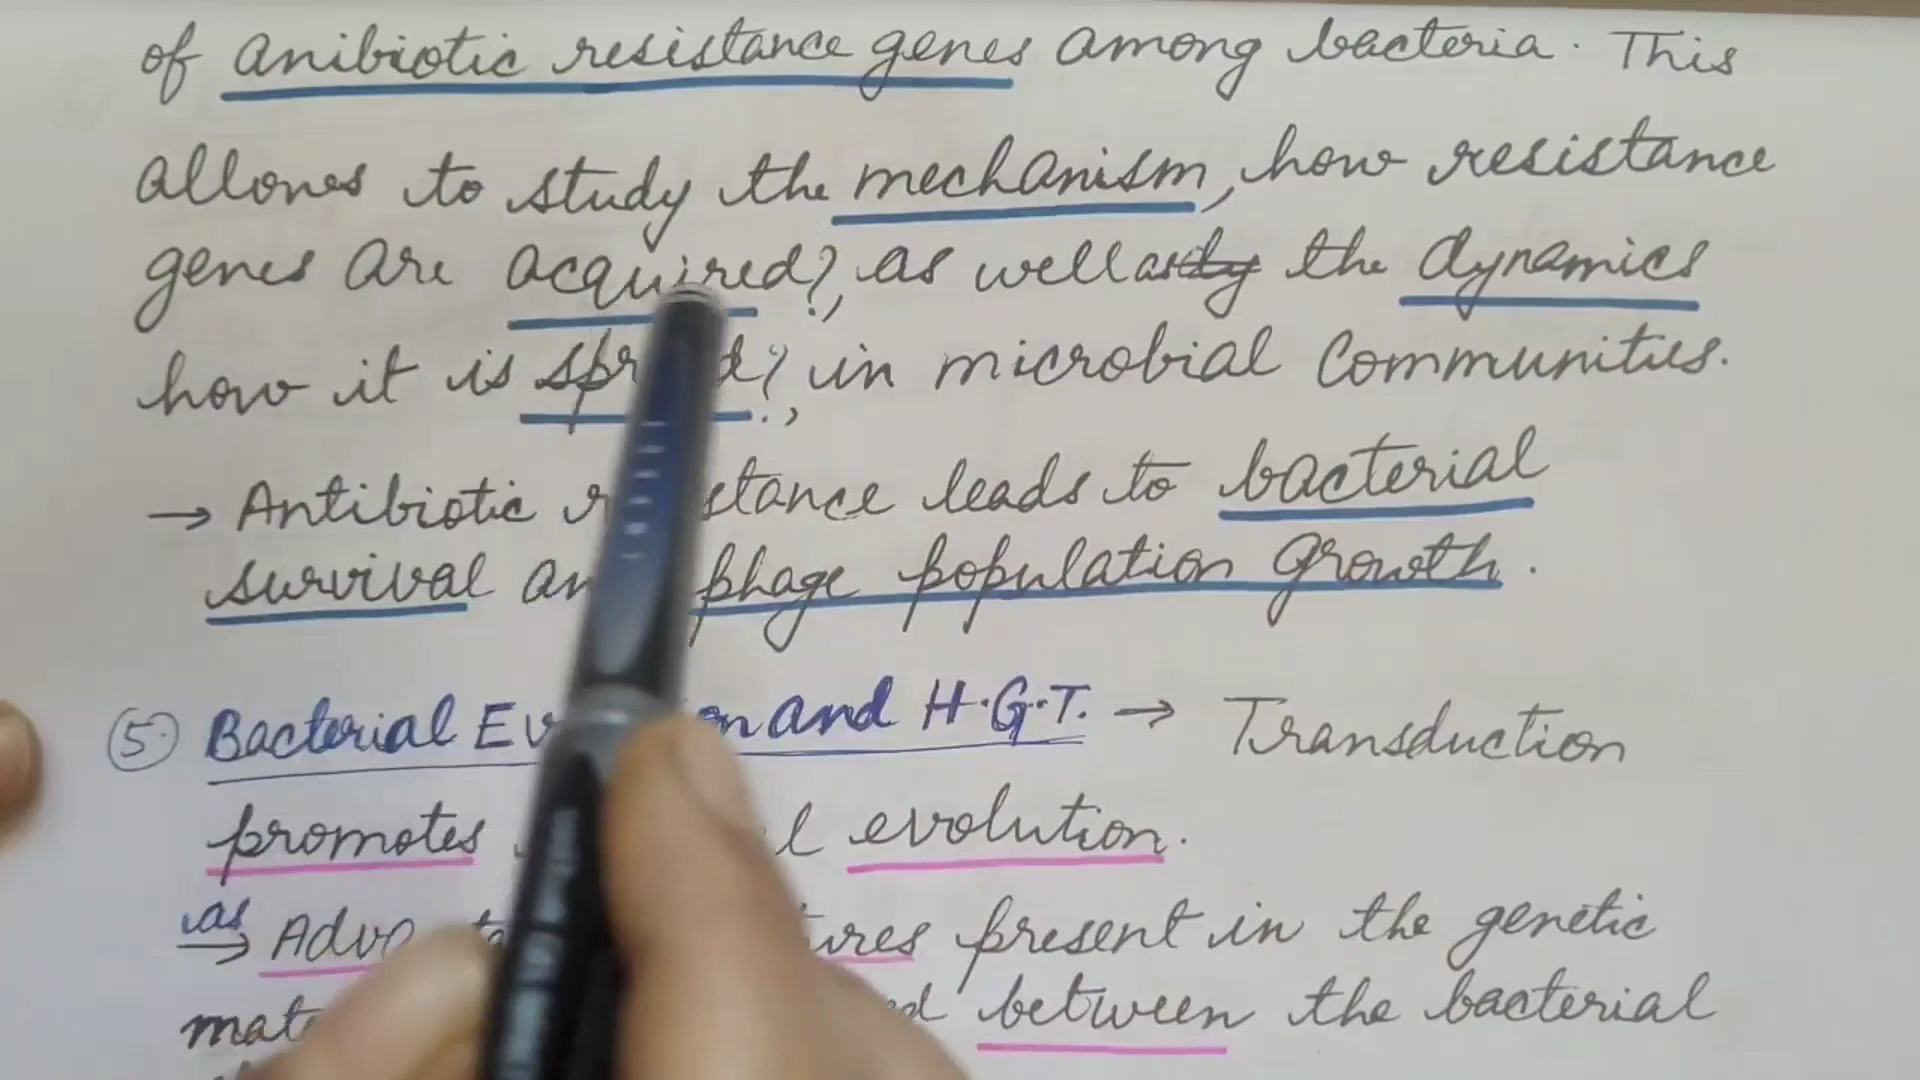 of anibiotic resistance genes among bacteria. This
allows to study the mechanism, how resistance
genes are acquired?, as well as the dynamics
how it is in microbial communities.
→ Antibiotic leads to bacterial
survival phage population growth.
⑤ Bacterial and H.G.T. → Transduction
promotes evolution.
as
→ present in the genetic
between the bacterial